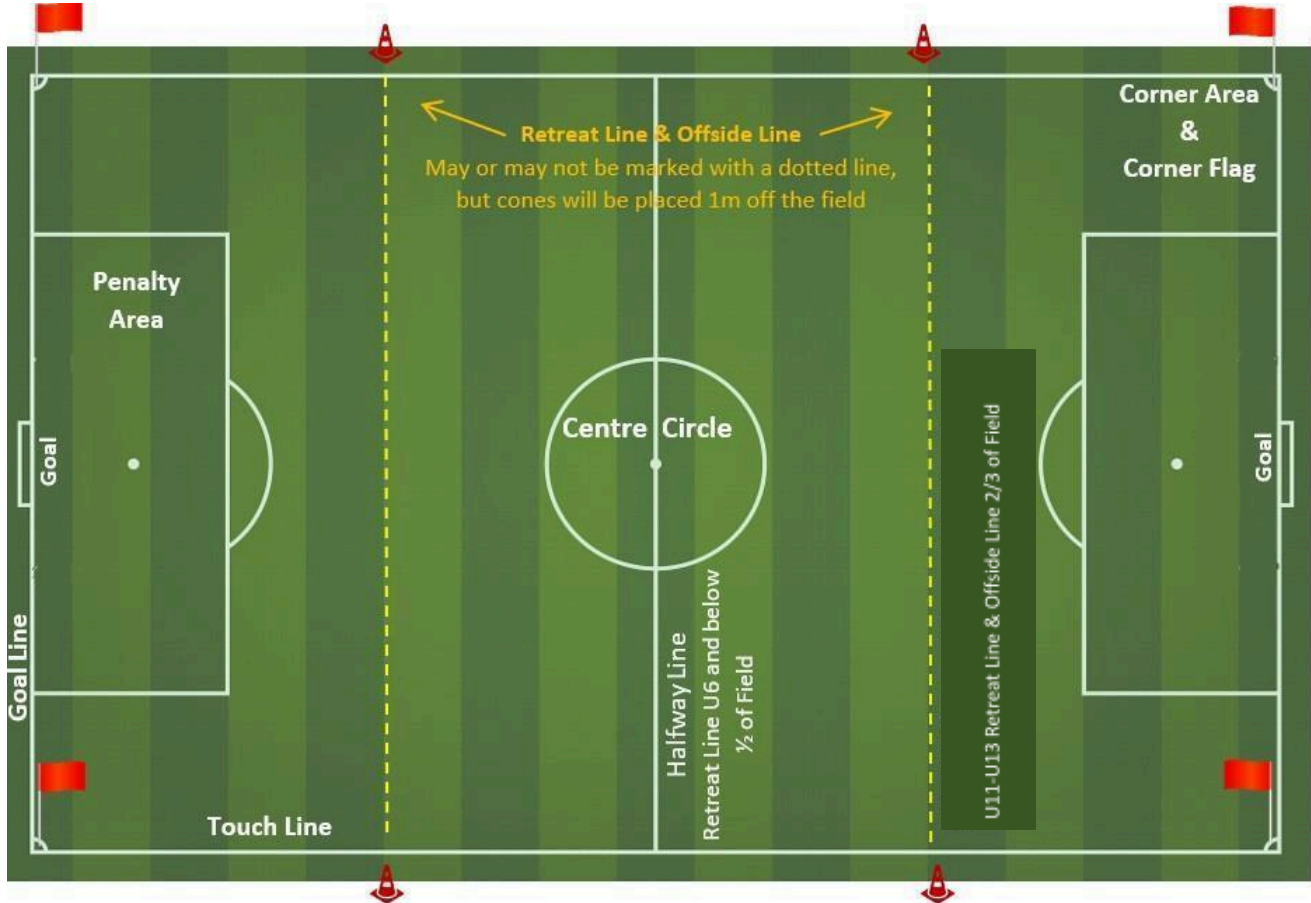 Corner Area
&
Corner Flag
Retreat Line & Offside Line
May or may not be marked with a dotted line,
but cones will be placed 1m off the field
Penalty
Area
Goal
Centre Circle
Goal
Goal Line
Halfway Line
Retreat Line U6 and below
½ of Field
U11-U13 Retreat Line & Offside Line 2/3 of Field
Touch Line